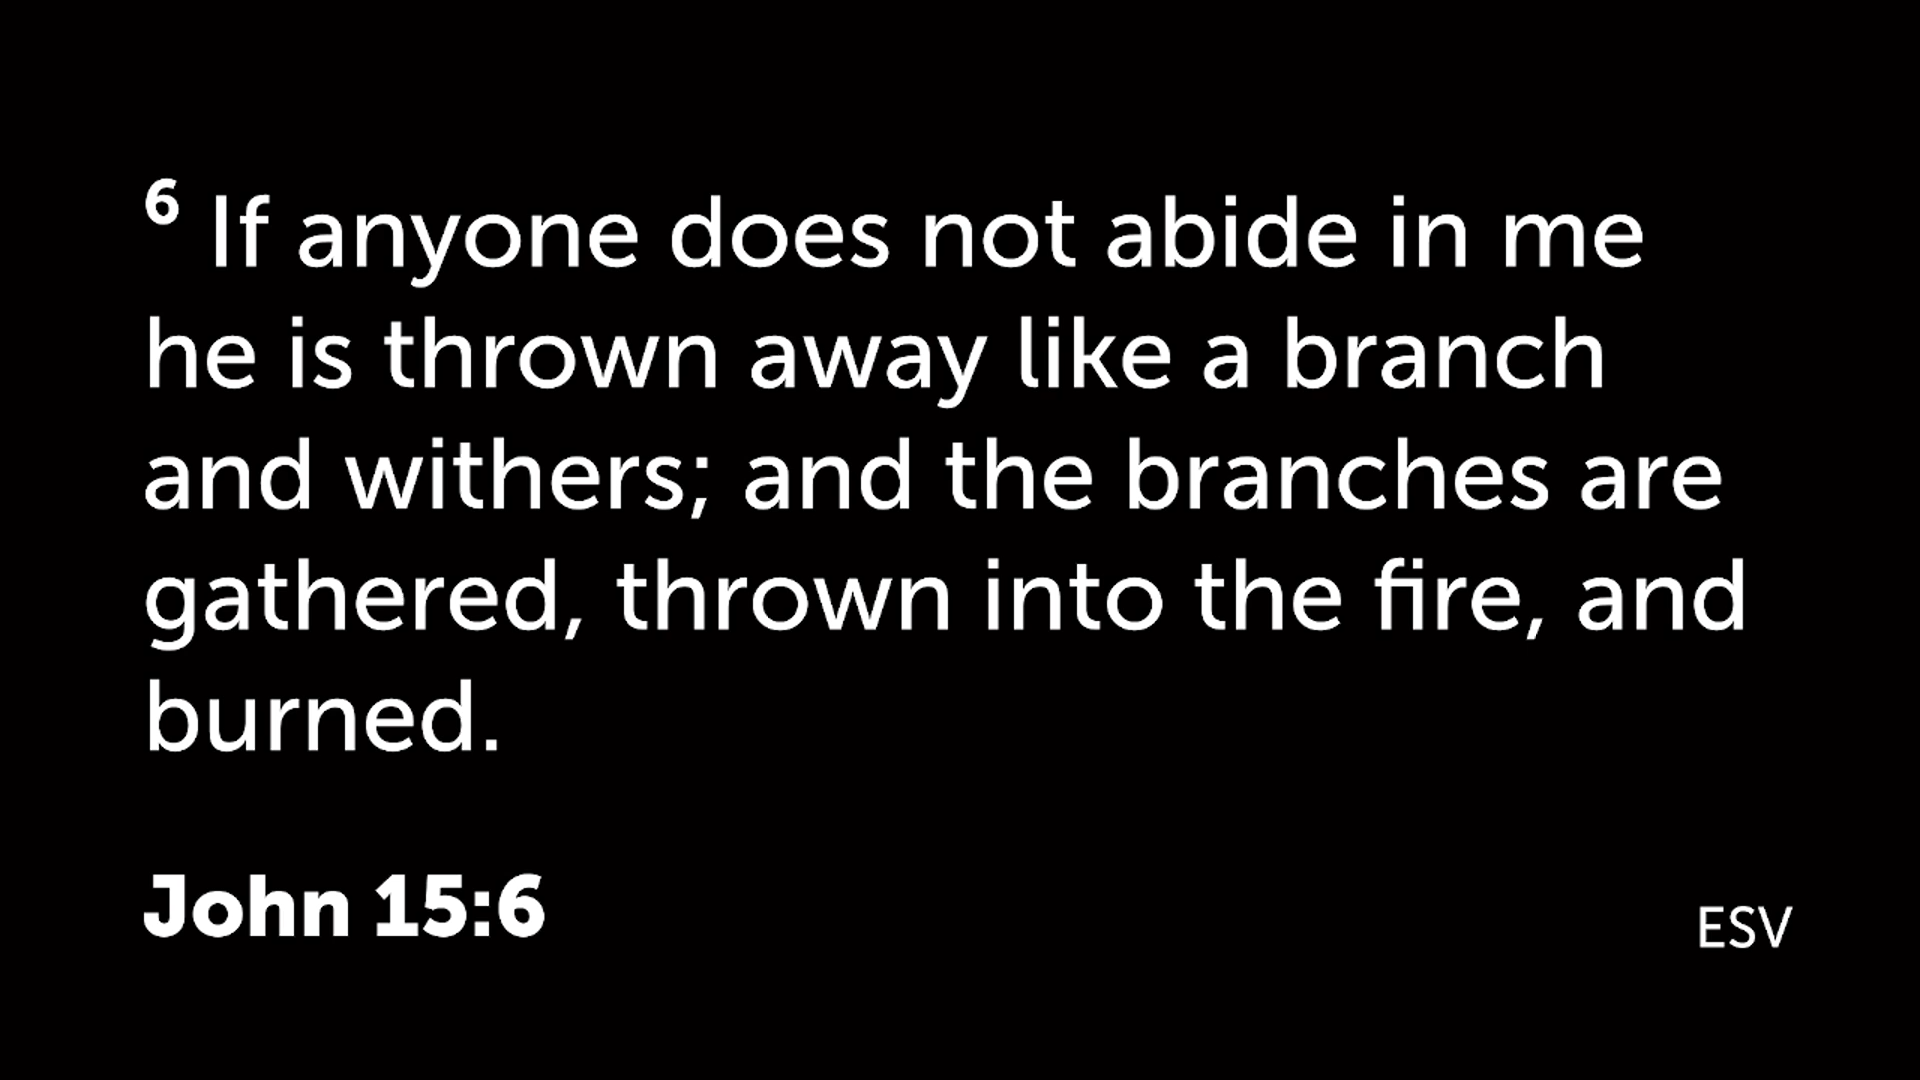 6 If anyone does not abide in me
he is thrown away like a branch
and withers; and the branches are
gathered, thrown into the fire, and
burned.
John 15:6
ESV